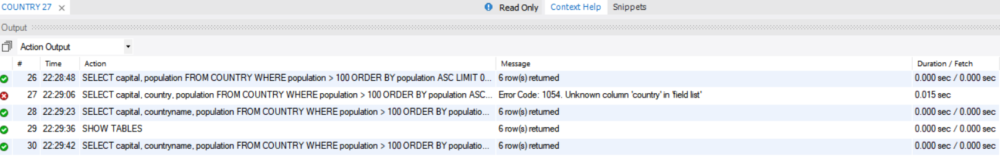 COUNTRY 27 Read Only Context Help Snippets
Output
Action Output
# Time Action Message Duration / Fetch
26 22:28:48 SELECT capital, population FROM COUNTRY WHERE population > 100 ORDER BY population ASC LIMIT 0... 6 row(s) returned 0.000 sec / 0.000 sec
27 22:29:06 SELECT capital, country, population FROM COUNTRY WHERE population > 100 ORDER BY population ASC... Error Code: 1054. Unknown column 'country' in 'field list' 0.015 sec
28 22:29:23 SELECT capital, countryname, population FROM COUNTRY WHERE population > 100 ORDER BY populatio... 6 row(s) returned 0.000 sec / 0.000 sec
29 22:29:36 SHOW TABLES 6 row(s) returned 0.000 sec / 0.000 sec
30 22:29:42 SELECT capital, countryname, population FROM COUNTRY WHERE population > 100 ORDER BY populatio... 6 row(s) returned 0.000 sec / 0.000 sec